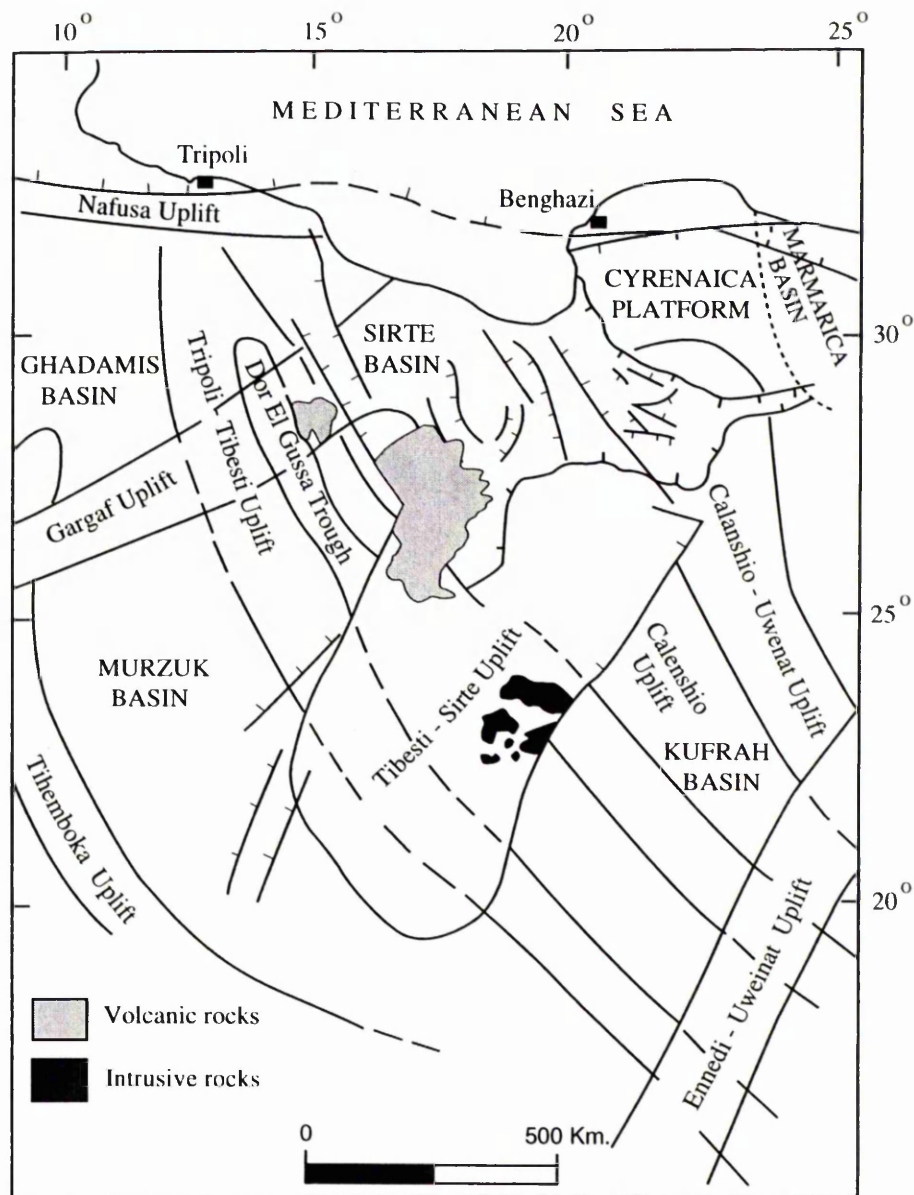 10°
15°
20°
25°
MEDITERRANEAN SEA
Tripoli
Nafusa Uplift
Benghazi
CYRENAICA
PLATFORM
MARMARICA
BASIN
SIRTE
BASIN
30°
GHADAMIS
BASIN
Tripoli - Tibesti Uplift
Dor El Gussa Trough
Gargaf Uplift
Calanshio - Uwenat Uplift
25°
MURZUK
BASIN
Tibesti - Sirte Uplift
Calenshio
Uplift
KUFRAH
BASIN
Tihemboka Uplift
20°
Ennedi - Uweinat Uplift
Volcanic rocks
Intrusive rocks
0
500 Km.